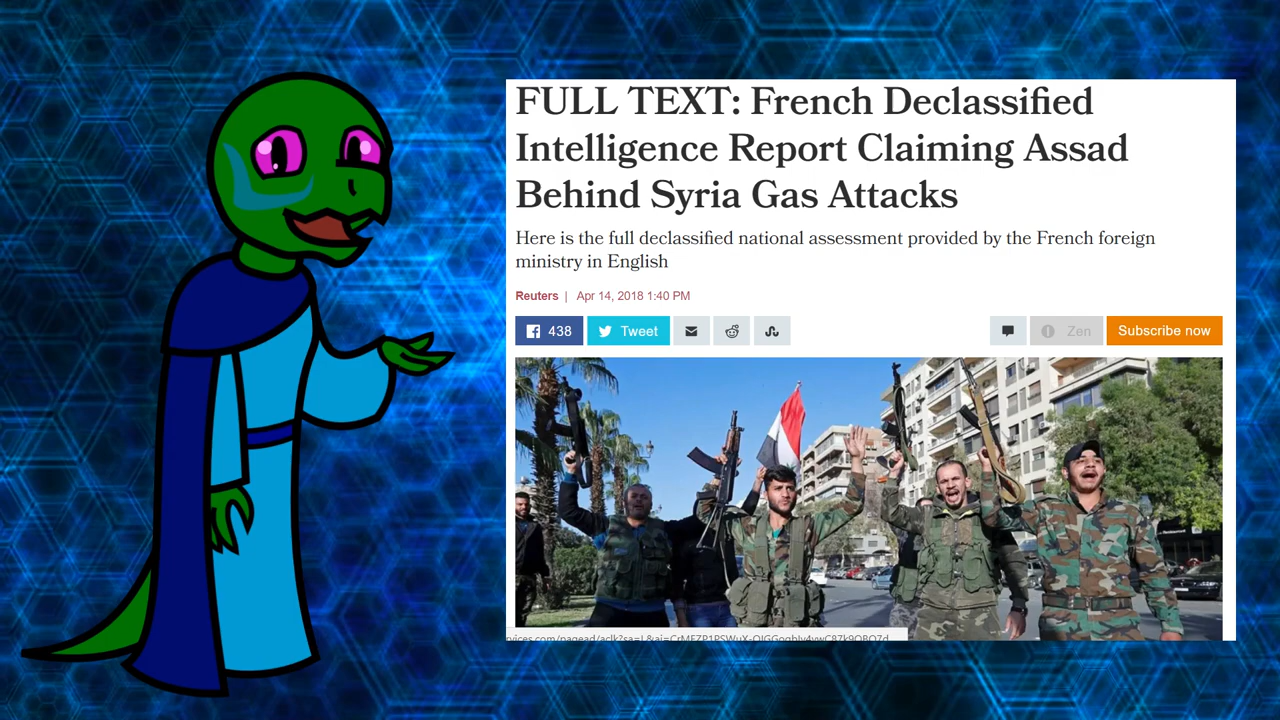 FULL TEXT: French Declassified
Intelligence Report Claiming Assad
Behind Syria Gas Attacks
Here is the full declassified national assessment provided by the French foreign
ministry in English
Reuters | Apr 14, 2018 1:40 PM
438 Tweet Zen Subscribe now